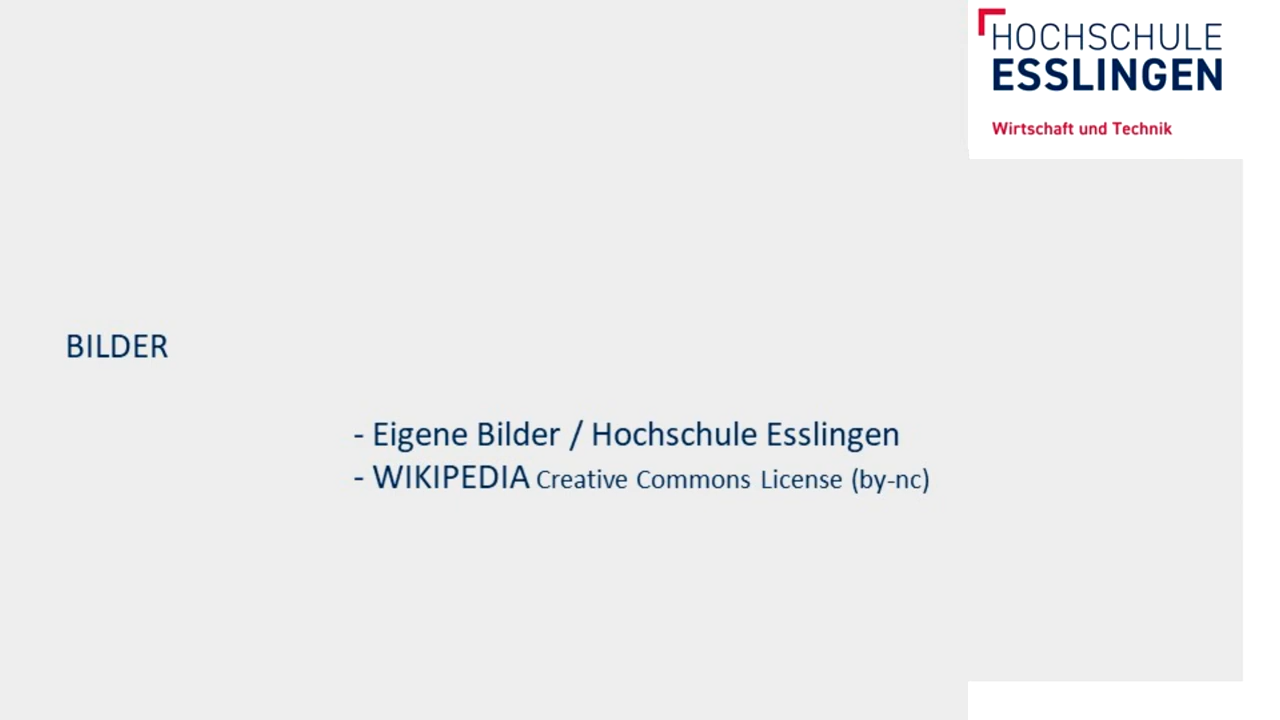 HOCHSCHULE
ESSLINGEN
Wirtschaft und Technik
BILDER
- Eigene Bilder / Hochschule Esslingen
- WIKIPEDIA Creative Commons License (by-nc)